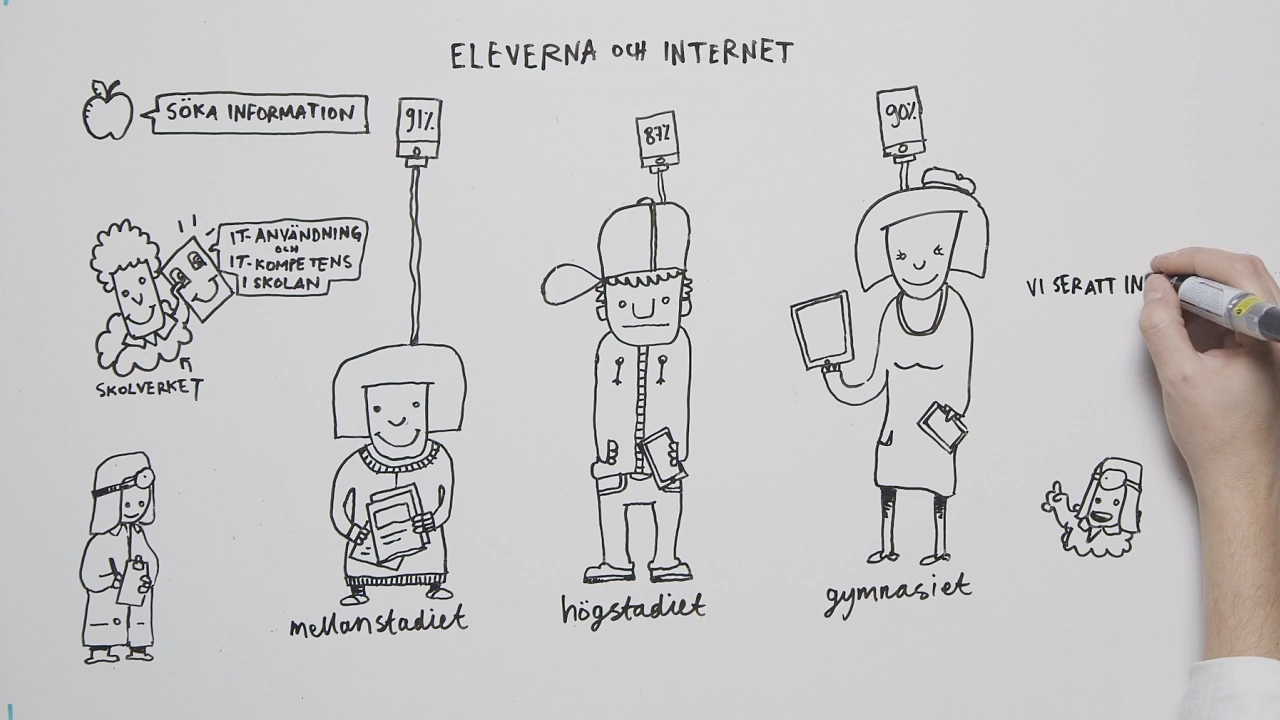 ELEVERNA OCH INTERNET
SÖKA INFORMATION
91%
87%
90%
IT-ANVÄNDNING
OCH
IT-KOMPETENS
I SKOLAN
SKOLVERKET
VI SER ATT IN
mellanstadiet
högstadiet
gymnasiet